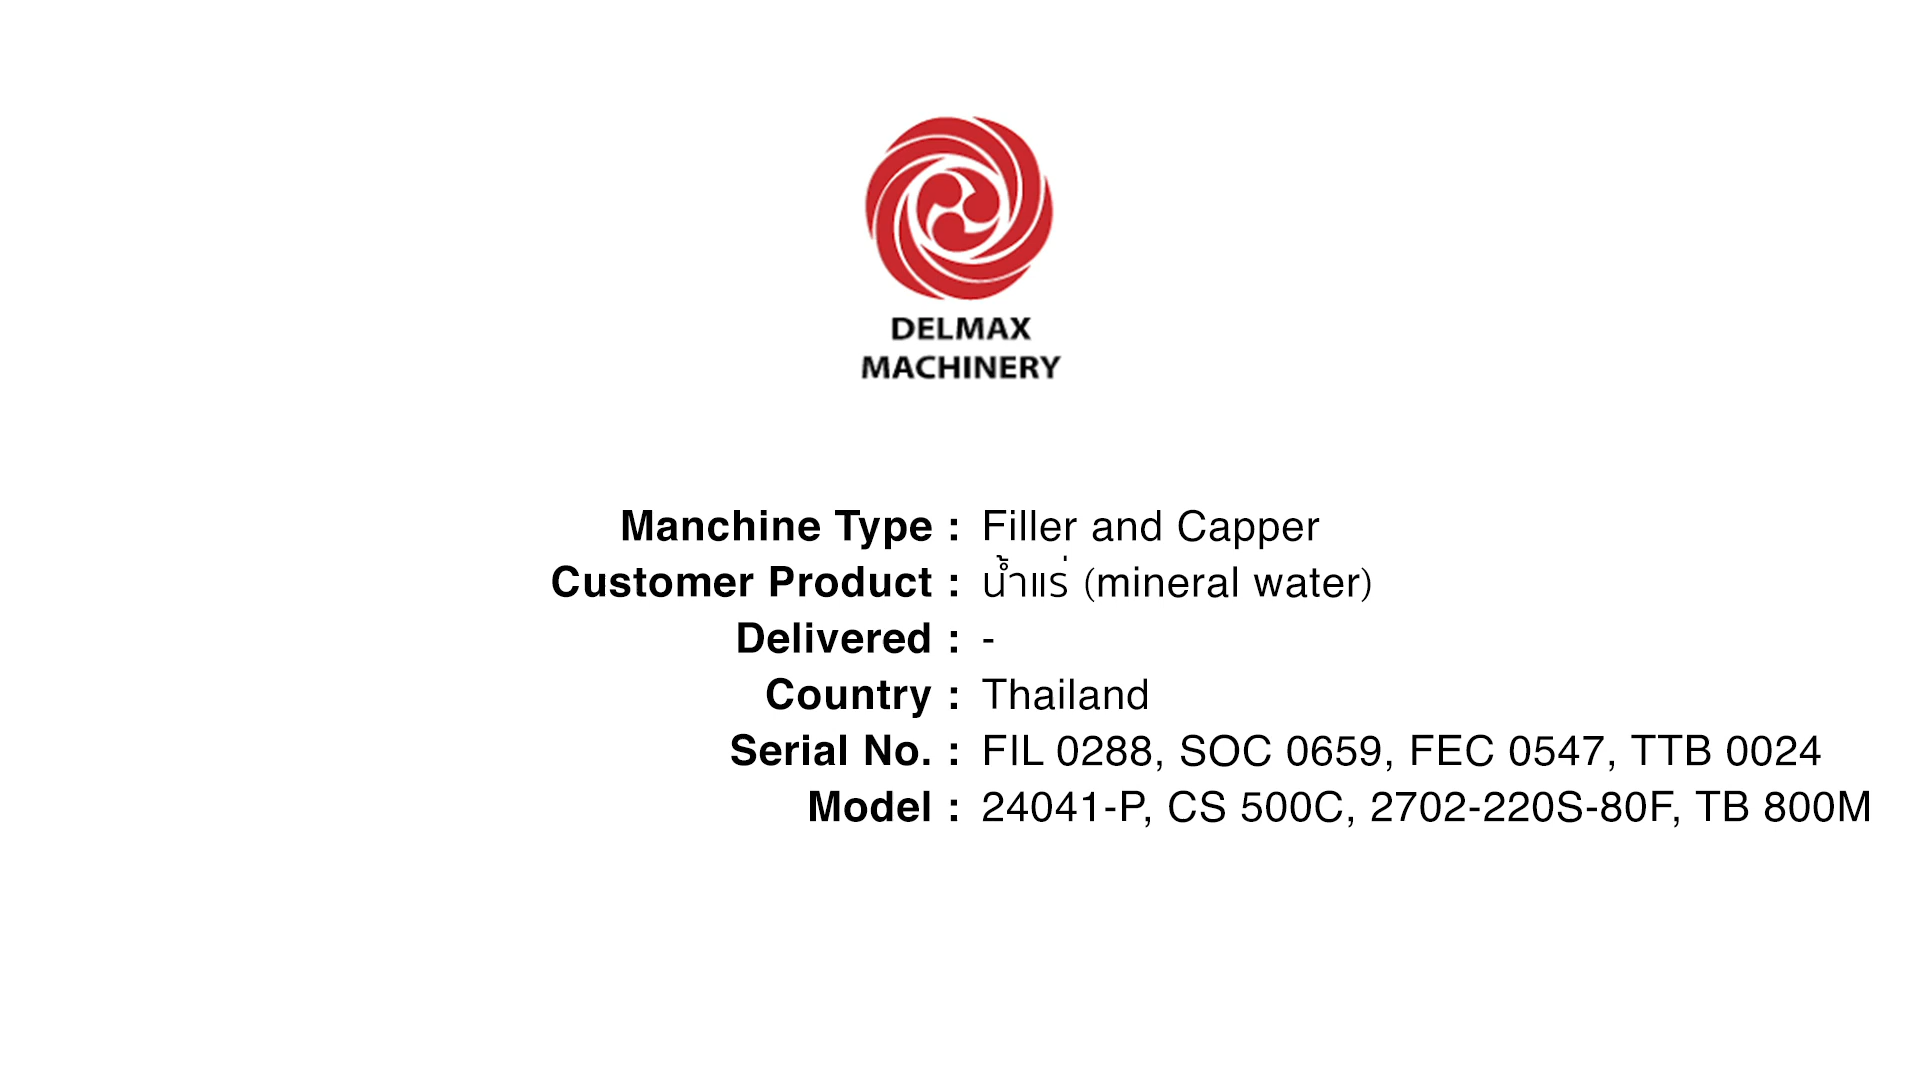 DELMAX
MACHINERY
Manchine Type : Filler and Capper
Customer Product : น้ำแร่ (mineral water)
Delivered : -
Country : Thailand
Serial No. : FIL 0288, SOC 0659, FEC 0547, TTB 0024
Model : 24041-P, CS 500C, 2702-220S-80F, TB 800M